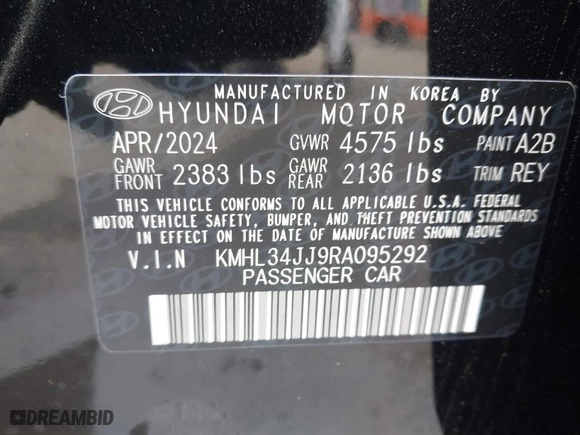 MANUFACTURED IN KOREA BY
HYUNDAI MOTOR COMPANY
APR/2024 GVWR 4575 lbs PAINT A2B
GAWR FRONT 2383 lbs GAWR REAR 2136 lbs TRIM REY
THIS VEHICLE CONFORMS TO ALL APPLICABLE U.S.A. FEDERAL
MOTOR VEHICLE SAFETY, BUMPER, AND THEFT PREVENTION STANDARDS
IN EFFECT ON THE DATE OF MANUFACTURE SHOWN ABOVE
V.I.N KMHL34JJ9RA095292
PASSENGER CAR
DREAMBID